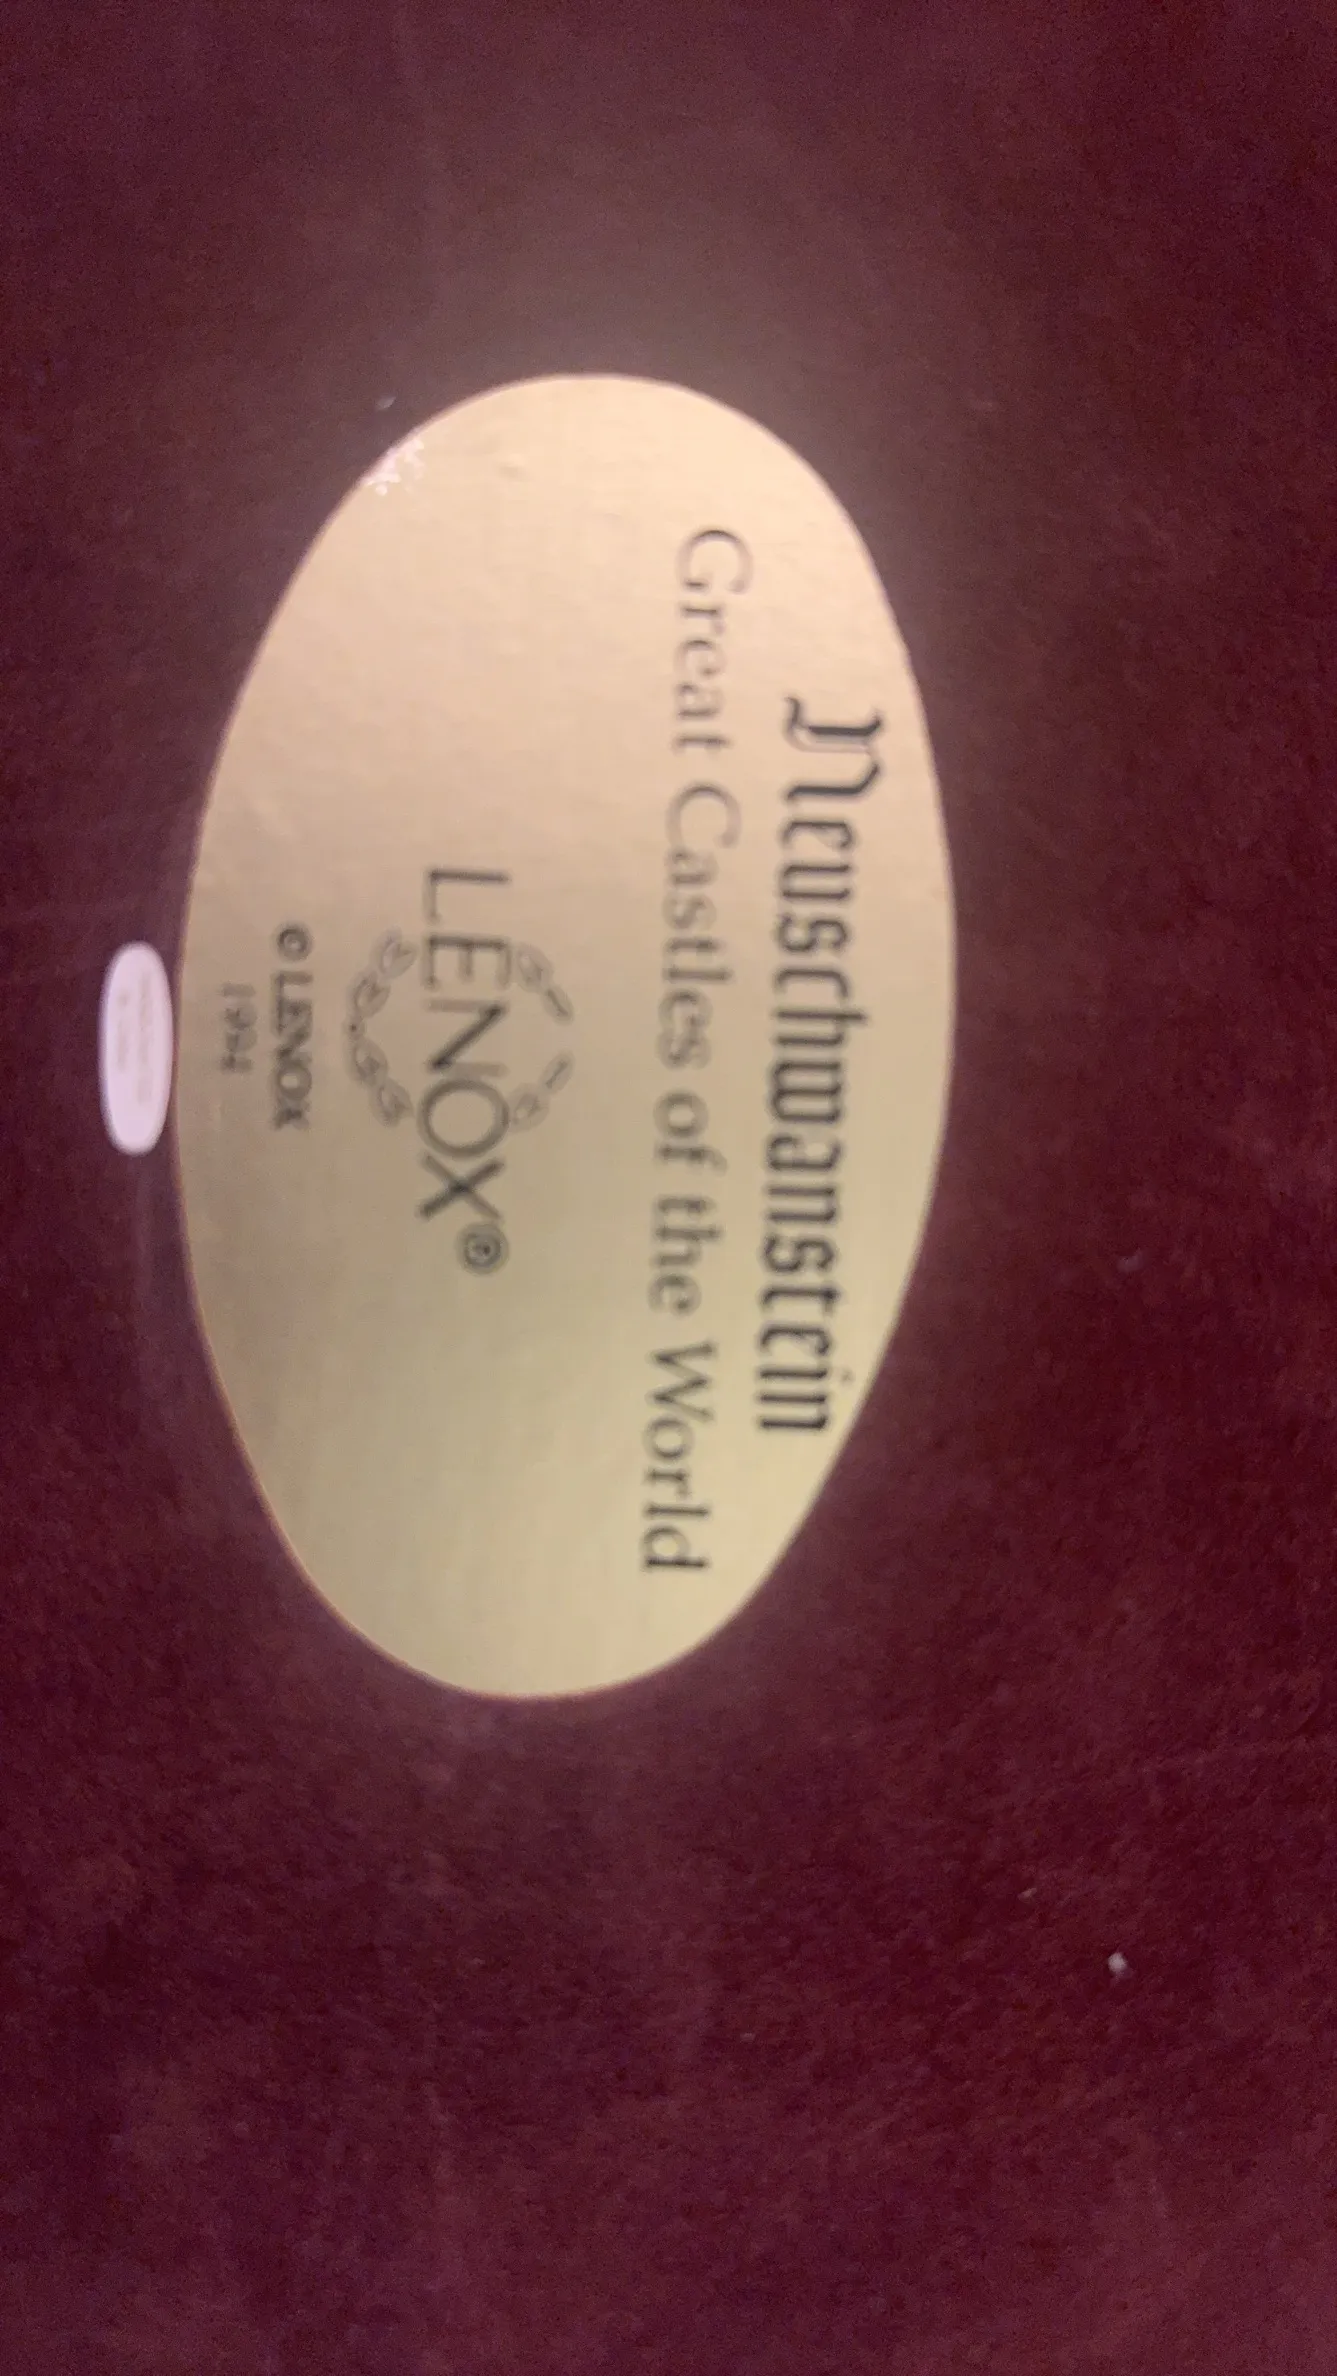 Neuschwanstein
Great Castles of the World
LENOX®
© LENOX
1994